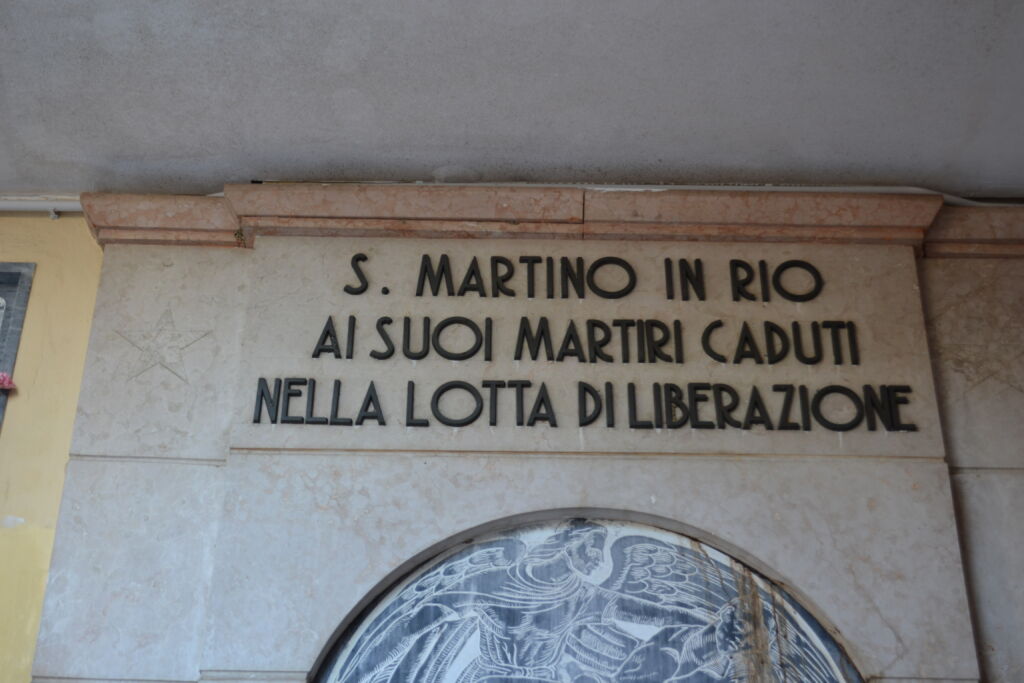 S. MARTINO IN RIO
AI SUOI MARTIRI CADUTI
NELLA LOTTA DI LIBERAZIONE